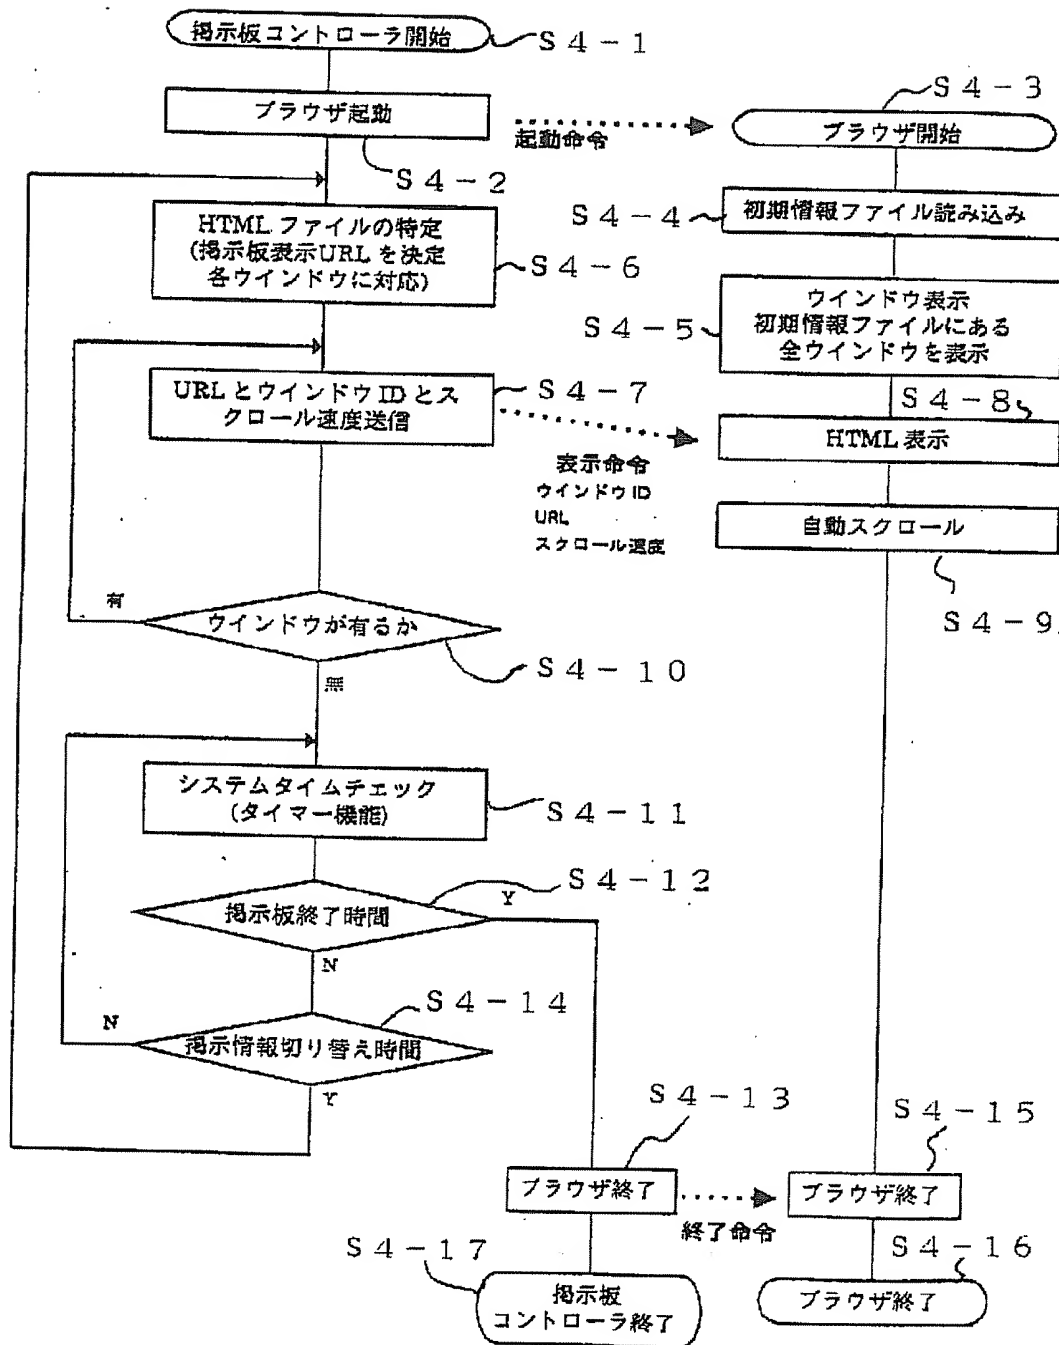 掲示板コントローラ開始
S4-1
ブラウザ起動
S4-2
起動命令
S4-3
ブラウザ開始
S4-4
初期情報ファイル読み込み
HTML ファイルの特定
(掲示板表示URL を決定
各ウインドウに対応)
S4-6
S4-5
ウインドウ表示
初期情報ファイルにある
全ウインドウを表示
URL とウインドウ ID とス
クロール速度送信
S4-7
S4-8
HTML 表示
表示命令
ウインドウ ID
URL
スクロール速度
自動スクロール
S4-9
有
ウインドウが有るか
S4-10
無
システムタイムチェック
(タイマー機能)
S4-11
掲示板終了時間
Y
S4-12
N
S4-14
N
掲示情報切り替え時間
Y
S4-13
S4-15
ブラウザ終了
終了命令
ブラウザ終了
S4-17
S4-16
掲示板
コントローラ終了
ブラウザ終了